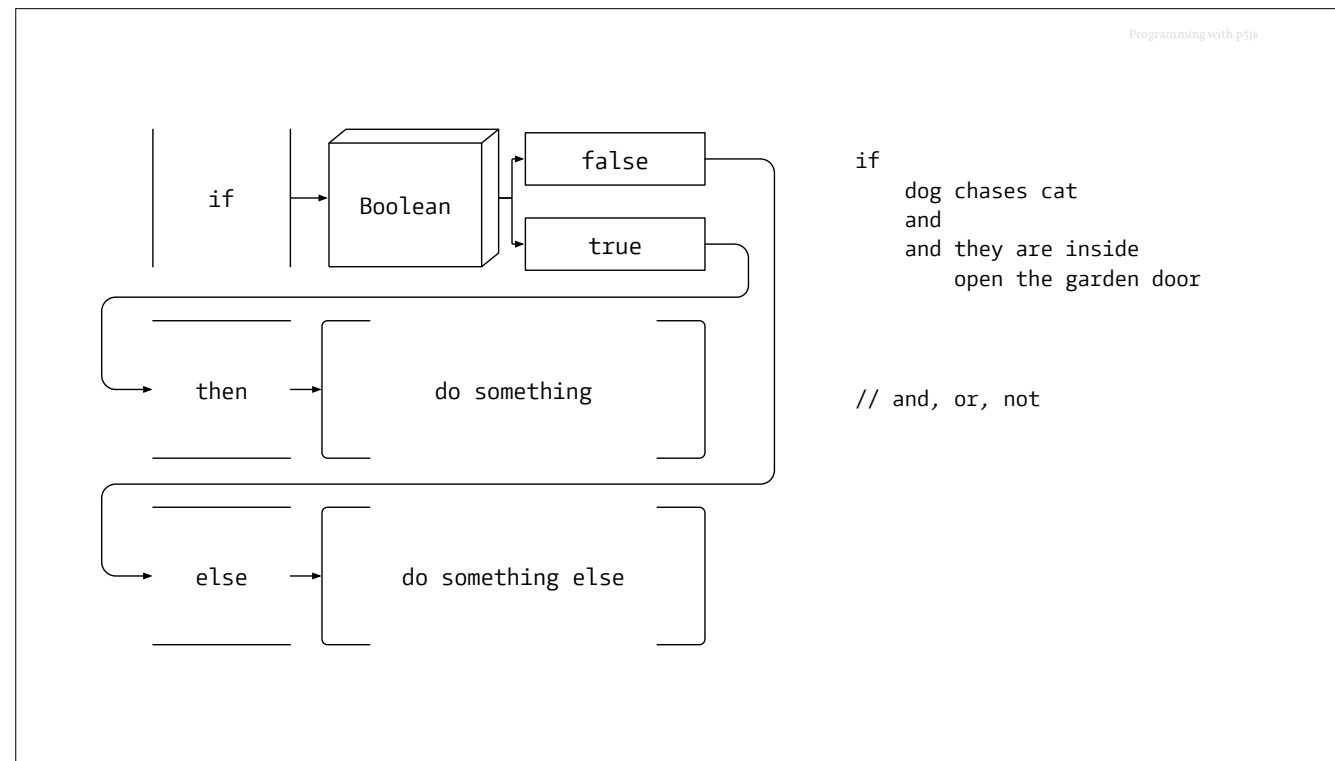 Programming with p5js
if
Boolean
false
true
then
do something
else
do something else
if
dog chases cat
and
and they are inside
open the garden door
// and, or, not